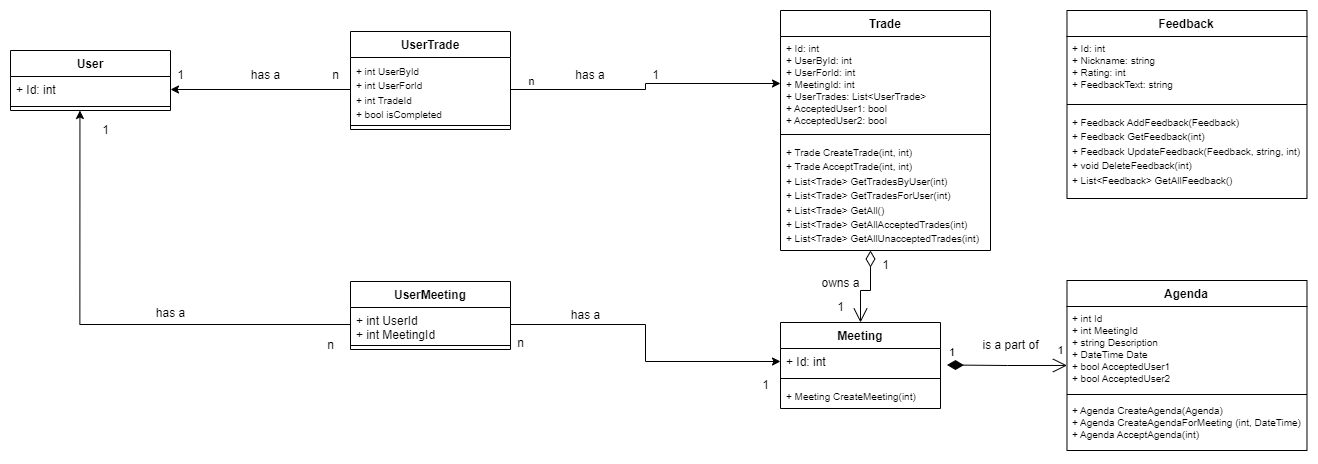 User
+ Id: int
1
has a
n
UserTrade
+ int UserById
+ int UserForId
+ int TradeId
+ bool isCompleted
n
has a
1
Trade
+ Id: int
+ UserById: int
+ UserForId: int
+ MeetingId: int
+ UserTrades: List<UserTrade>
+ AcceptedUser1: bool
+ AcceptedUser2: bool
+ Trade CreateTrade(int, int)
+ Trade AcceptTrade(int, int)
+ List<Trade> GetTradesByUser(int)
+ List<Trade> GetTradesForUser(int)
+ List<Trade> GetAll()
+ List<Trade> GetAllAcceptedTrades(int)
+ List<Trade> GetAllUnacceptedTrades(int)
Feedback
+ Id: int
+ Nickname: string
+ Rating: int
+ FeedbackText: string
+ Feedback AddFeedback(Feedback)
+ Feedback GetFeedback(int)
+ Feedback UpdateFeedback(Feedback, string, int)
+ void DeleteFeedback(int)
+ List<Feedback> GetAllFeedback()
1
has a
n
UserMeeting
+ int UserId
+ int MeetingId
n
has a
1
1
owns a
1
Meeting
+ Id: int
+ Meeting CreateMeeting(int)
1
is a part of
1
Agenda
+ int Id
+ int MeetingId
+ string Description
+ DateTime Date
+ bool AcceptedUser1
+ bool AcceptedUser2
+ Agenda CreateAgenda(Agenda)
+ Agenda CreateAgendaForMeeting (int, DateTime)
+ Agenda AcceptAgenda(int)